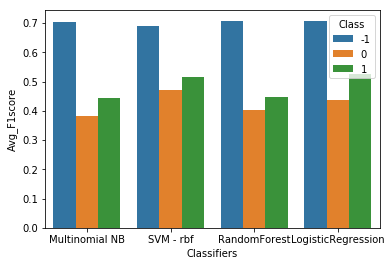 Class
-1
0
1
Avg_F1score
0.7
0.6
0.5
0.4
0.3
0.2
0.1
0.0
Multinomial NB SVM - rbf RandomForest LogisticRegression
Classifiers